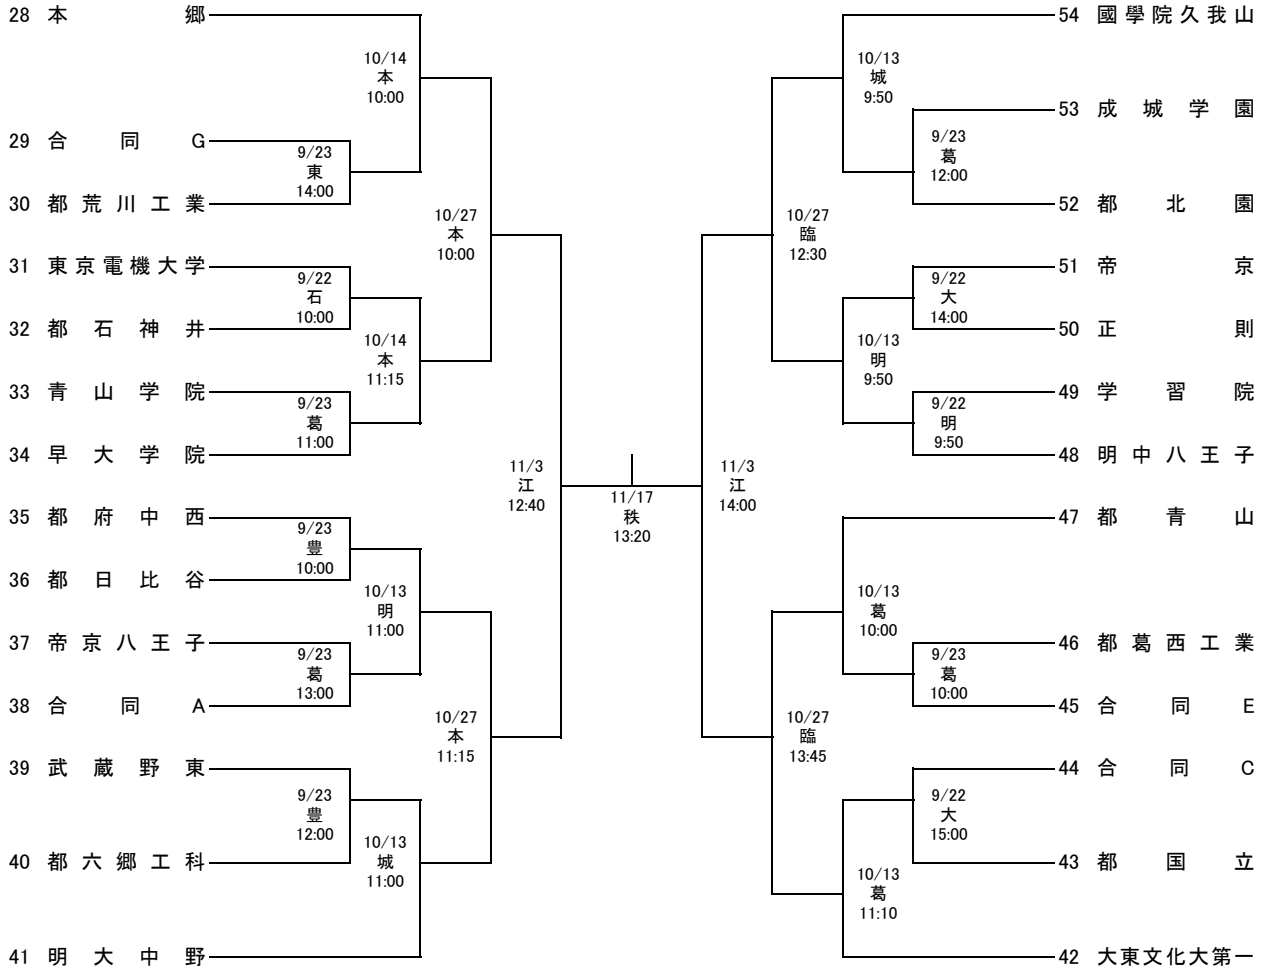 28 本郷
10/14
本
10:00
29 合同G
9/23
東
14:00
30 都荒川工業
10/27
本
10:00
31 東京電機大学
9/22
石
10:00
32 都石神井
10/14
本
11:15
33 青山学院
9/23
葛
11:00
34 早大学院
11/3
江
12:40
35 都府中西
9/23
豊
10:00
36 都日比谷
10/13
明
11:00
37 帝京八王子
9/23
葛
13:00
38 合同A
10/27
本
11:15
39 武蔵野東
9/23
豊
12:00
40 都六郷工科
10/13
城
11:00
41 明大中野
11/17
秩
13:20
54 國學院久我山
10/13
城
9:50
53 成城学園
9/23
葛
12:00
52 都北園
10/27
臨
12:30
51 帝京
9/22
大
14:00
50 正則
10/13
明
9:50
49 学習院
9/22
明
9:50
48 明中八王子
11/3
江
14:00
47 都青山
10/13
葛
10:00
46 都葛西工業
9/23
葛
10:00
45 合同E
10/27
臨
13:45
44 合同C
9/22
大
15:00
43 都国立
10/13
葛
11:10
42 大東文化大第一